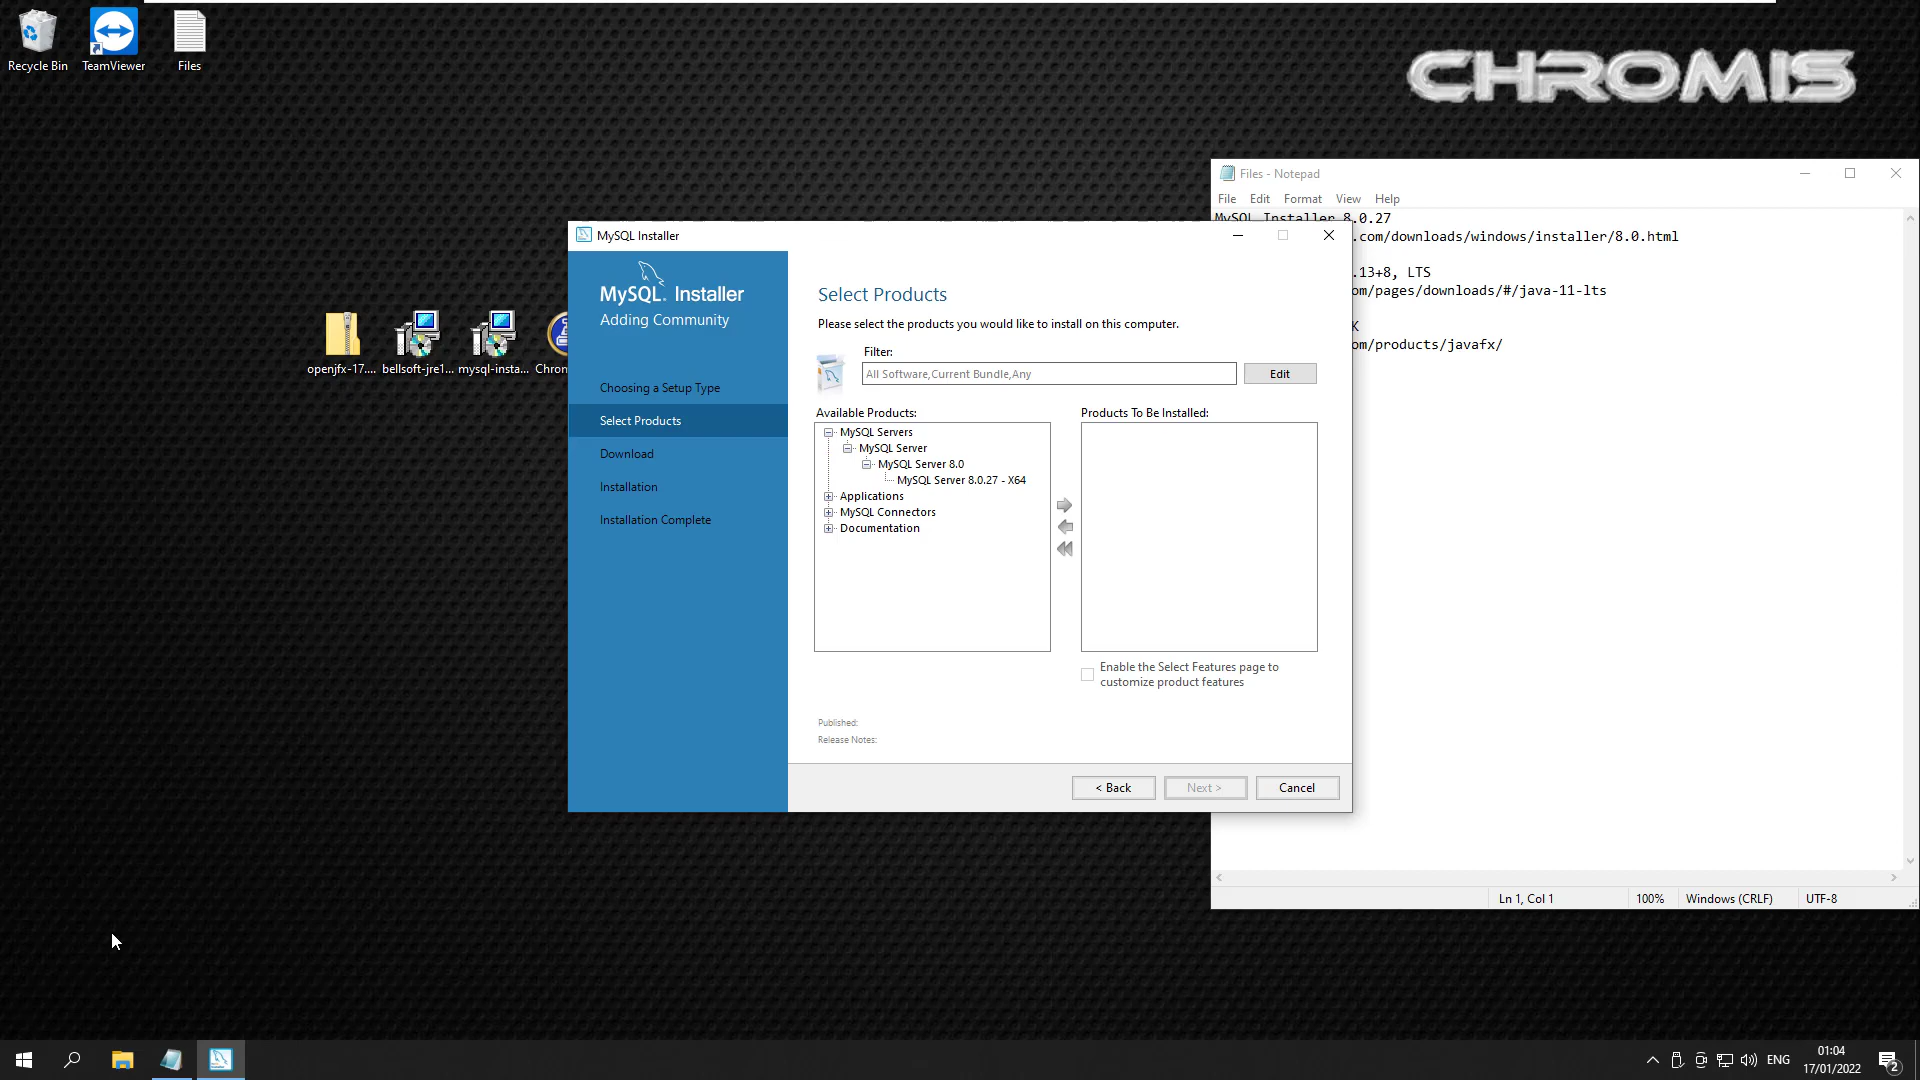 Recycle Bin
TeamViewer
Files
CHROMIS
openjfx-17....
bellsoft-jre1...
mysql-insta...
Chron
Files - Notepad
File Edit Format View Help
MySQL Installer 8.0.27
.com/downloads/windows/installer/8.0.html
.13+8, LTS
om/pages/downloads/#/java-11-lts
K
om/products/javafx/
Ln 1, Col 1
100%
Windows (CRLF)
UTF-8
MySQL Installer
MySQL. Installer
Adding Community
Choosing a Setup Type
Select Products
Download
Installation
Installation Complete
Select Products
Please select the products you would like to install on this computer.
Filter:
All Software,Current Bundle,Any
Edit
Available Products:
MySQL Servers
MySQL Server
MySQL Server 8.0
MySQL Server 8.0.27 - X64
Applications
MySQL Connectors
Documentation
Products To Be Installed:
Enable the Select Features page to
customize product features
Published:
Release Notes:
< Back
Next >
Cancel
ENG
01:04
17/01/2022
2